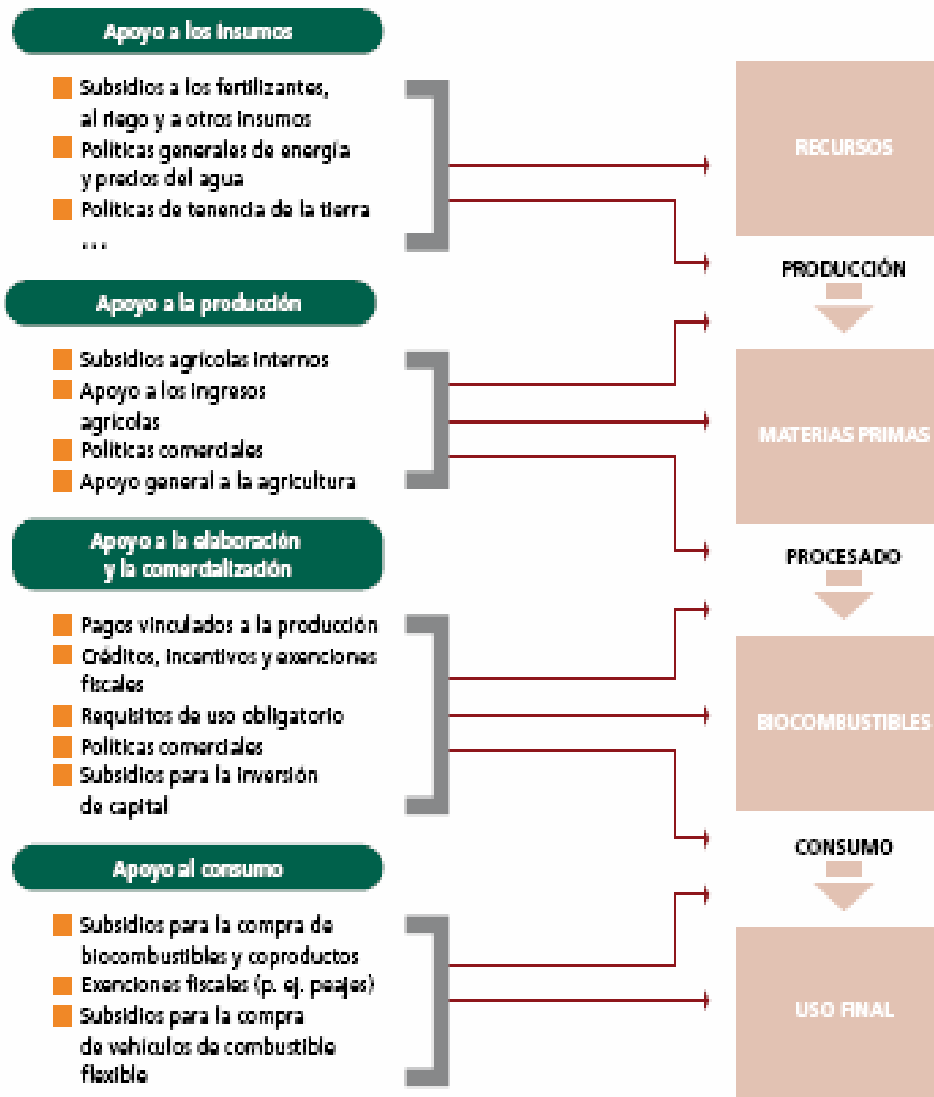 Apoyo a los insumos
Subsidios a los fertilizantes,
al riego y a otros insumos
Políticas generales de energía
y precios del agua
Políticas de tenencia de la tierra
...
Apoyo a la producción
Subsidios agrícolas internos
Apoyo a los ingresos
agrícolas
Políticas comerciales
Apoyo general a la agricultura
Apoyo a la elaboración
y la comercialización
Pagos vinculados a la producción
Créditos, incentivos y exenciones
fiscales
Requisitos de uso obligatorio
Políticas comerciales
Subsidios para la inversión
de capital
Apoyo al consumo
Subsidios para la compra de
biocombustibles y coproductos
Exenciones fiscales (p. ej. peajes)
Subsidios para la compra
de vehículos de combustible
flexible
RECURSOS
PRODUCCIÓN
MATERIAS PRIMAS
PROCESADO
BIOCOMBUSTIBLES
CONSUMO
USO FINAL